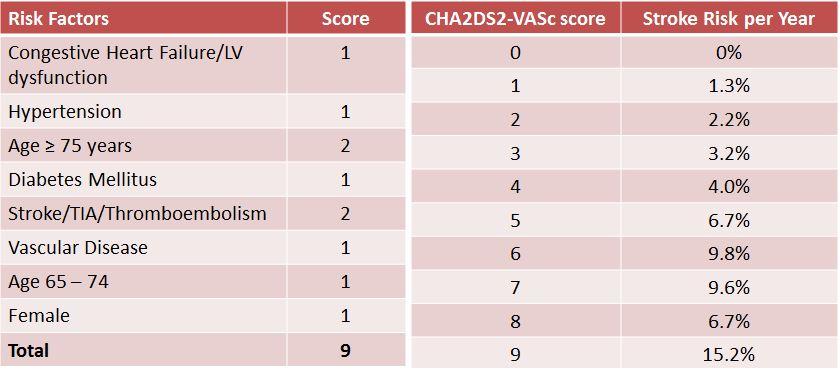 Risk Factors Score
Congestive Heart Failure/LV 1
dysfunction
Hypertension 1
Age ≥ 75 years 2
Diabetes Mellitus 1
Stroke/TIA/Thromboembolism 2
Vascular Disease 1
Age 65 – 74 1
Female 1
Total 9
CHA2DS2-VASc score Stroke Risk per Year
0 0%
1 1.3%
2 2.2%
3 3.2%
4 4.0%
5 6.7%
6 9.8%
7 9.6%
8 6.7%
9 15.2%